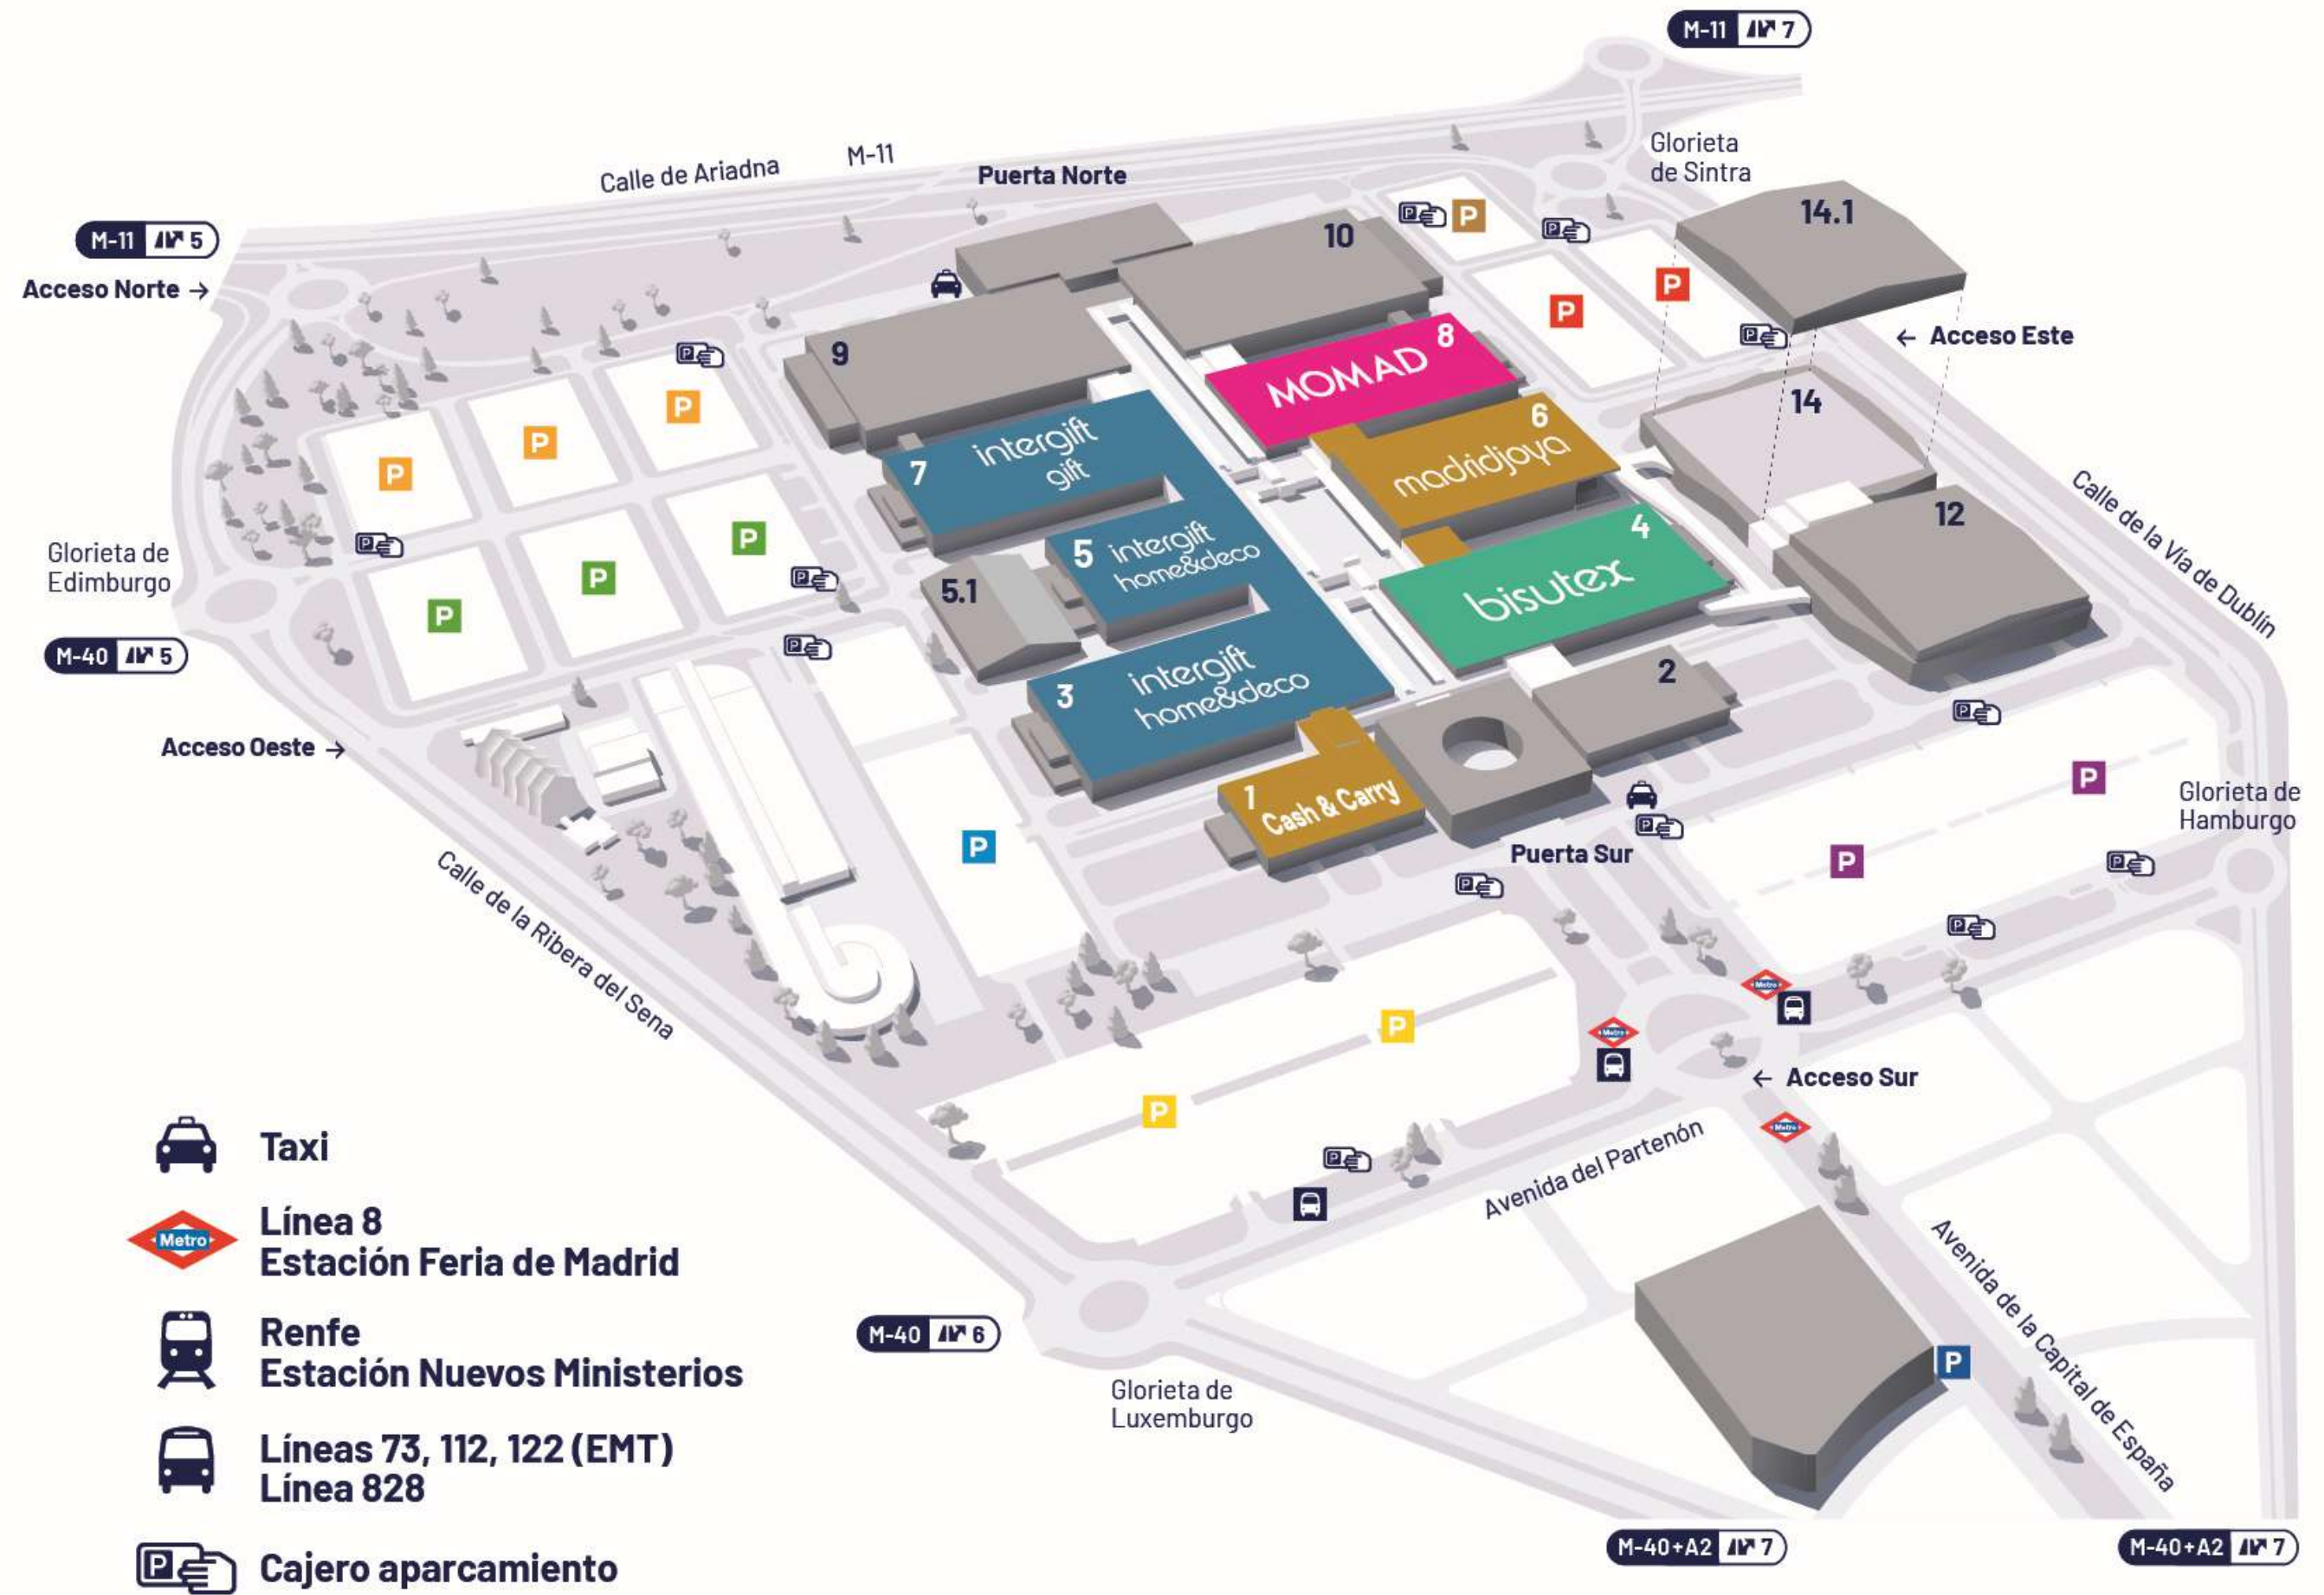 M-11 7
Glorieta
de Sintra
Calle de Ariadna
M-11
Puerta Norte
M-11 5
Acceso Norte →
10
14.1
P
P
P
P
← Acceso Este
9
8
MOMAD
14
P
P
P
P
7
intergift
gift
6
madridjoya
12
Calle de la Vía de Dublín
P
P
P
P
Glorieta de
Edimburgo
5
intergift
home&deco
4
bisutex
5.1
P
P
P
P
M-40 5
P
3
intergift
home&deco
2
P
Acceso Oeste →
1
Cash & Carry
P
Glorieta de
Hamburgo
P
P
P
P
Puerta Sur
P
P
Calle de la Ribera del Sena
P
Metro
Metro
P
← Acceso Sur
P
Metro
Avenida del Partenón
P
Avenida de la Capital de España
P
M-40 6
Glorieta de
Luxemburgo
M-40+A2 7
M-40+A2 7
Taxi
Metro
Línea 8
Estación Feria de Madrid
Renfe
Estación Nuevos Ministerios
Líneas 73, 112, 122 (EMT)
Línea 828
P
Cajero aparcamiento